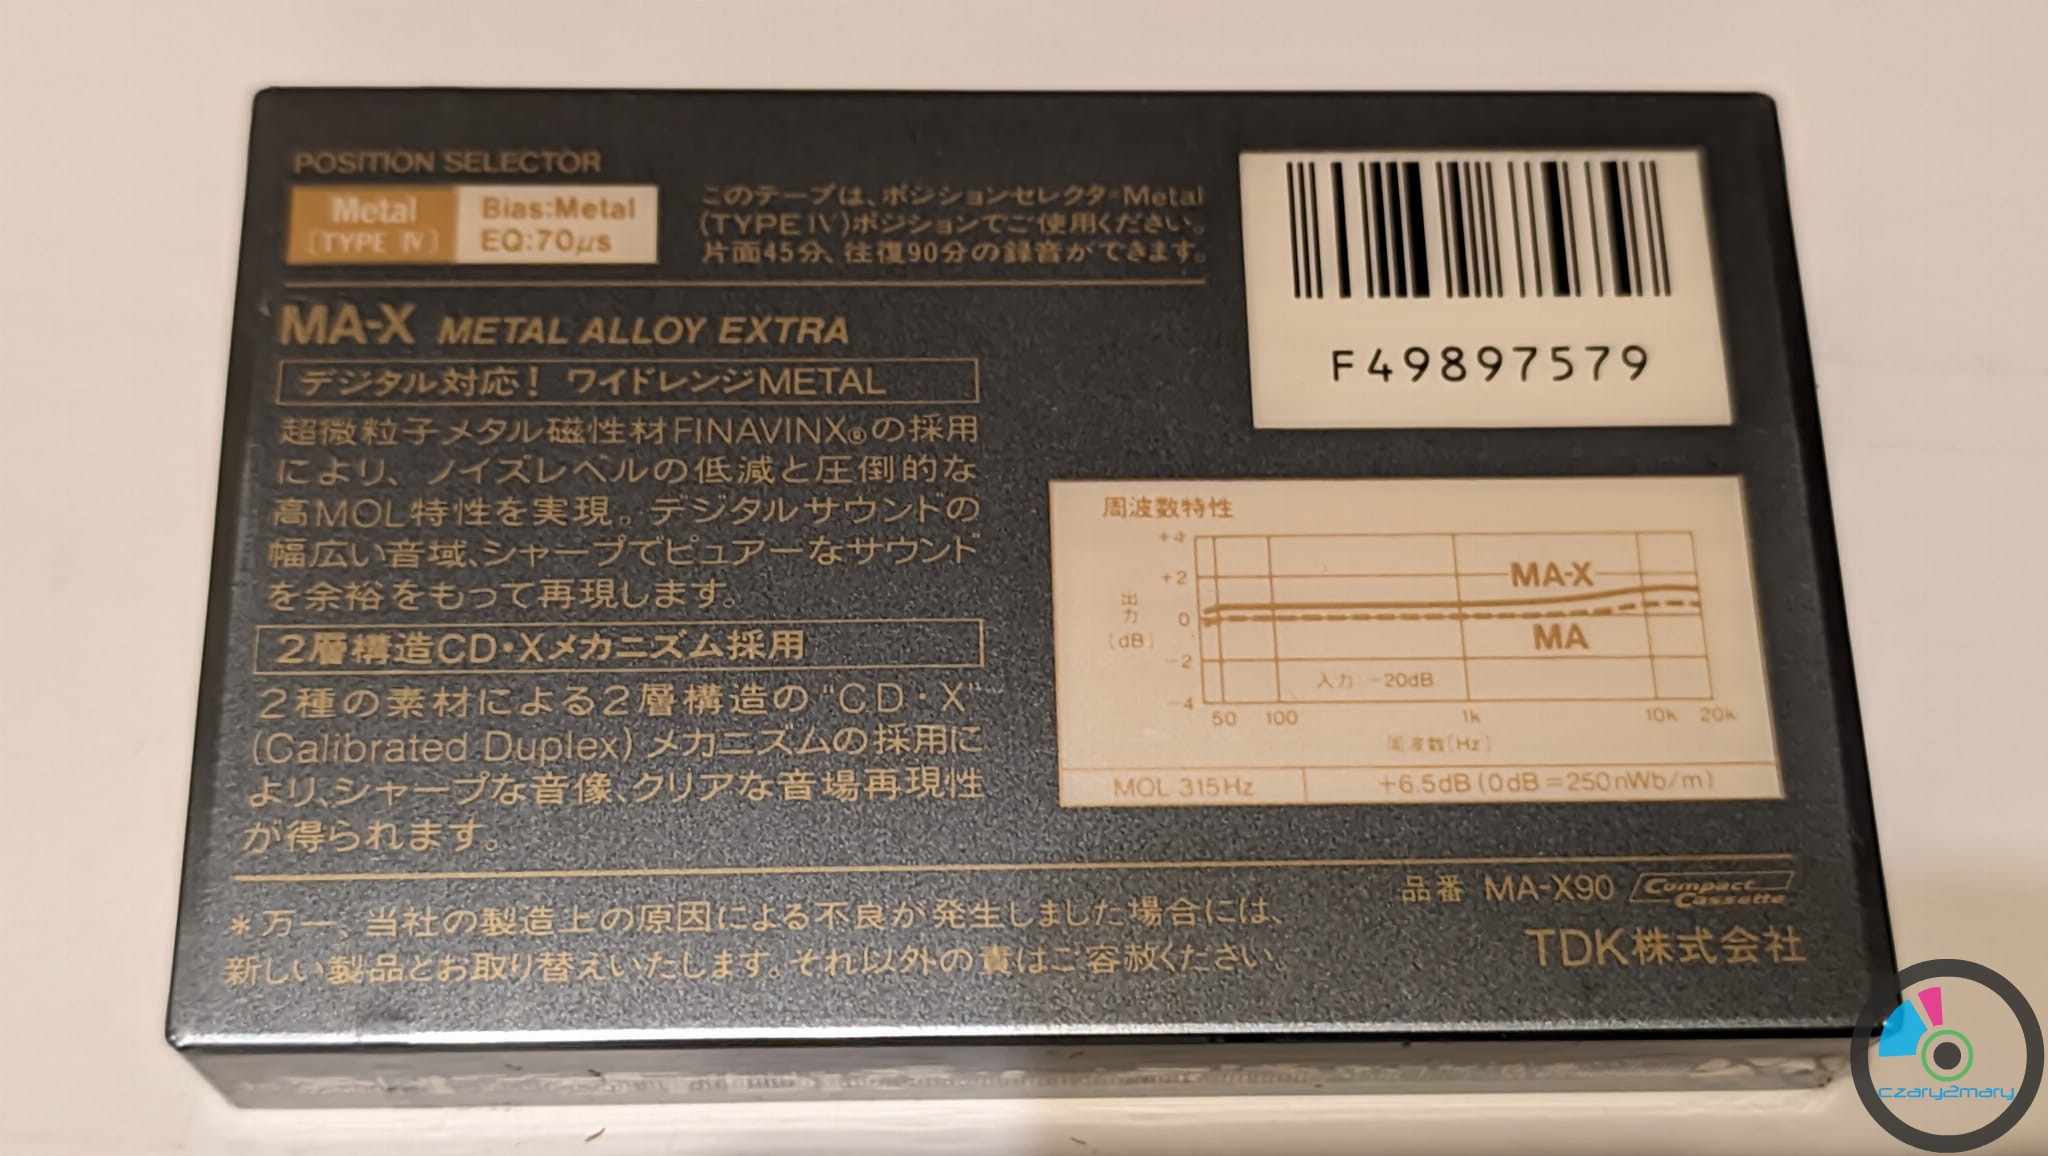 POSITION SELECTOR
Metal
(TYPE IV)
Bias:Metal
EQ:70µs
このテープは、ポジションセレクタ=Metal
(TYPE IV)ポジションでご使用ください。
片面45分、往復90分の録音ができます。
F49897579
MA-X METAL ALLOY EXTRA
デジタル対応! ワイドレンジMETAL
超微粒子メタル磁性材FINAVINX®の採用
により、ノイズレベルの低減と圧倒的な
高MOL特性を実現。デジタルサウンドの
幅広い音域、シャープでピュアーなサウンド
を余裕をもって再現します。
2層構造CD・Xメカニズム採用
2種の素材による2層構造の"CD・X"
(Calibrated Duplex)メカニズムの採用に
より、シャープな音像、クリアな音場再現性
が得られます。
周波数特性
+4
+2
0
-2
-4
出力
[dB]
MA-X
MA
入力:-20dB
50 100 1k 10k 20k
周波数[Hz]
MOL 315Hz +6.5dB (0dB=250nWb/m)
品番 MA-X90 Compact Cassette
TDK株式会社
*万一、当社の製造上の原因による不良が発生しました場合には、
新しい製品とお取り替えいたします。それ以外の責はご容赦ください。
czary2mary